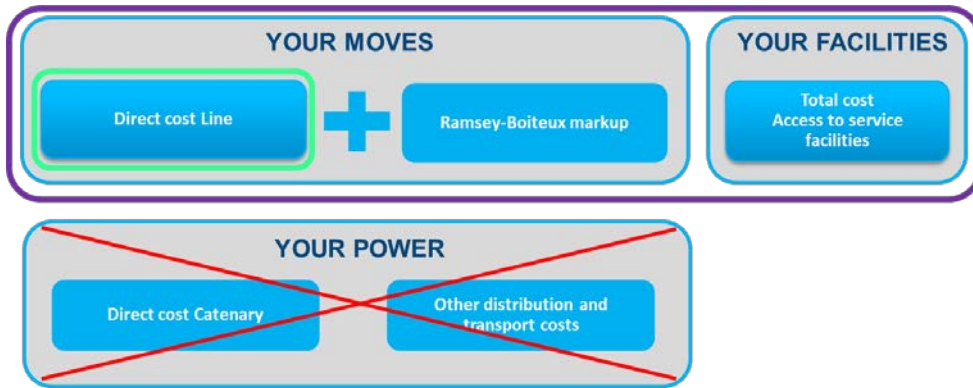 YOUR MOVES
Direct cost Line
Ramsey-Boiteux markup
YOUR FACILITIES
Total cost
Access to service
facilities
YOUR POWER
Direct cost Catenary
Other distribution and
transport costs